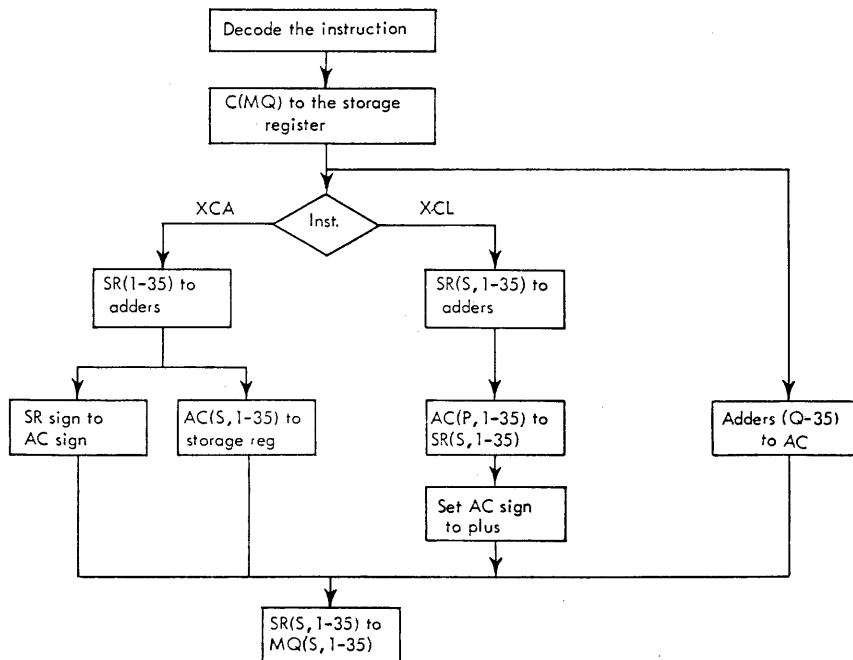 Decode the instruction
C(MQ) to the storage
register
XCA
Inst.
XCL
SR(1-35) to
adders
SR(S, 1-35) to
adders
SR sign to
AC sign
AC(S, 1-35) to
storage reg
AC(P, 1-35) to
SR(S, 1-35)
Adders (Q-35)
to AC
Set AC sign
to plus
SR(S, 1-35) to
MQ(S, 1-35)